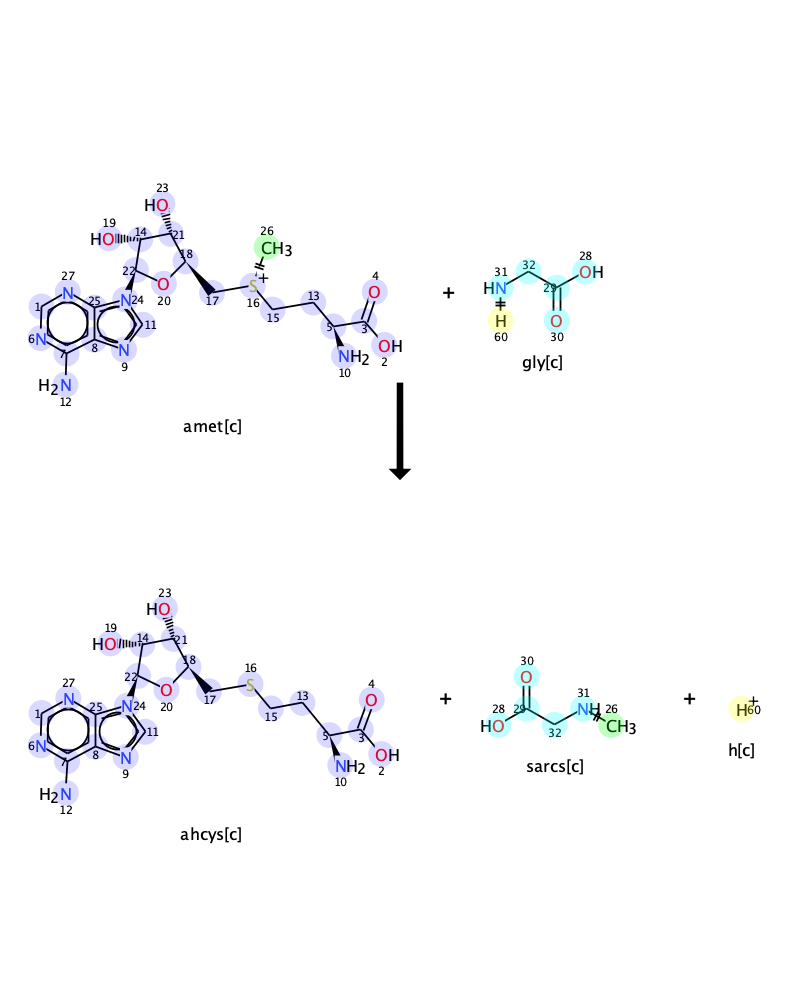 23
HO
19
HO
14
21
26
CH3
18
+
S
16
22
O
20
17
27
N
25
N
24
1
11
6
N
7
8
N
9
H2N
12
13
15
4
O
5
3
OH
2
NH2
10
amet[c]
+
31
HN
32
28
OH
29
H
60
O
30
gly[c]
23
HO
19
HO
14
21
18
16
S
22
O
20
17
27
N
25
N
24
1
11
6
N
7
8
N
9
H2N
12
13
15
4
O
5
3
OH
2
NH2
10
ahcys[c]
+
30
O
28
HO
29
32
31
NH
26
CH3
sarcs[c]
+
H
+
60
h[c]